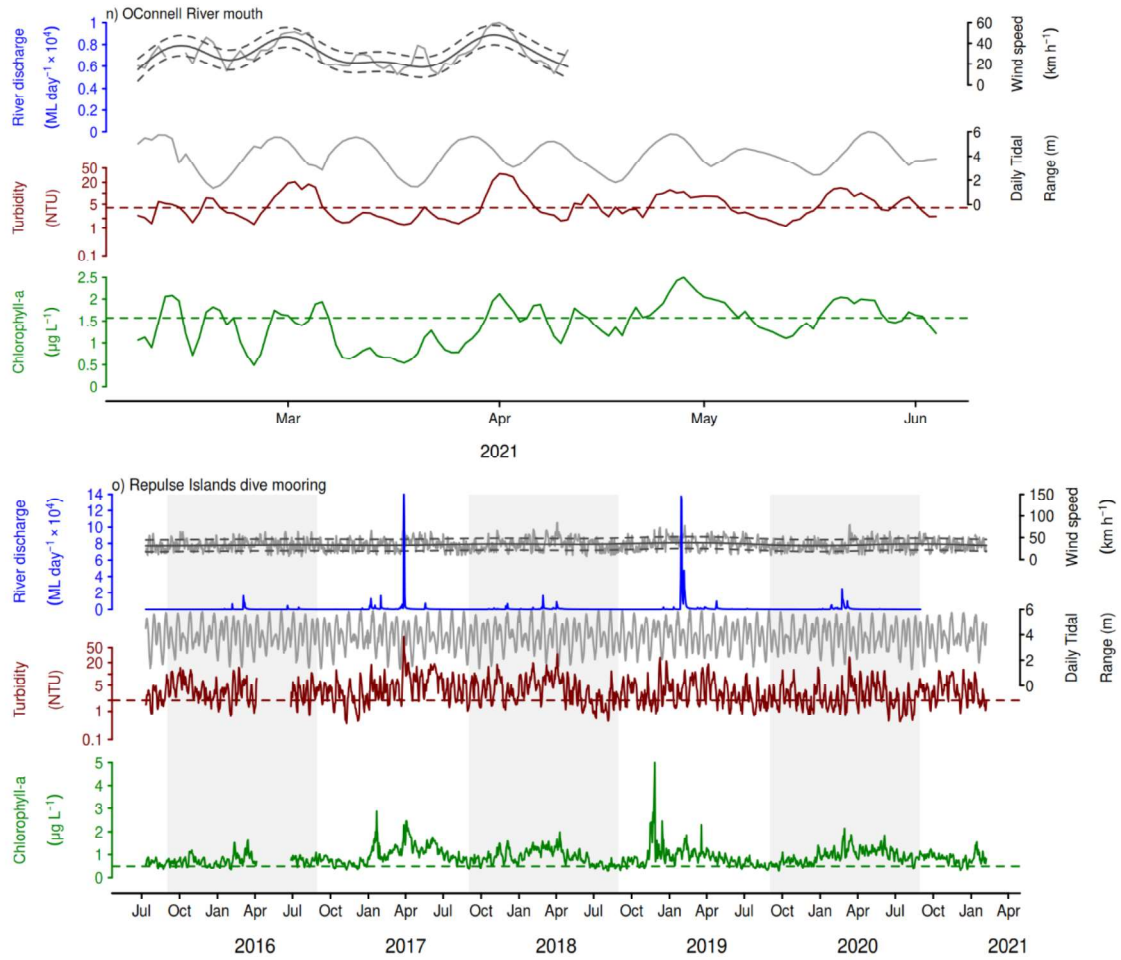 n) OConnell River mouth
River discharge
(ML day⁻¹ × 10⁴)
1
0.8
0.6
0.4
0.2
0
60
40
20
0
Wind speed
(km h⁻¹)
6
4
2
0
Daily Tidal
Range (m)
Turbidity
(NTU)
50
20
5
1
0.1
Chlorophyll-a
(µg L⁻¹)
2.5
2
1.5
1
0.5
0
Mar Apr May Jun
2021
o) Repulse Islands dive mooring
River discharge
(ML day⁻¹ × 10⁴)
14
10
8
6
4
2
0
150
100
50
0
Wind speed
(km h⁻¹)
6
4
2
0
Daily Tidal
Range (m)
Turbidity
(NTU)
50
20
5
1
0.1
Chlorophyll-a
(µg L⁻¹)
5
4
3
2
1
0
Jul Oct Jan Apr Jul Oct Jan Apr Jul Oct Jan Apr Jul Oct Jan Apr Jul Oct Jan Apr Jul Oct Jan Apr
2016 2017 2018 2019 2020 2021